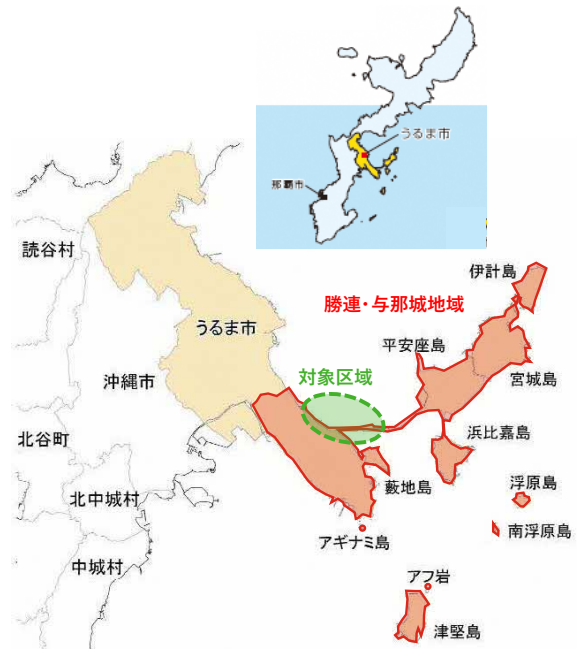 うるま市
那覇市
伊計島
読谷村
勝連・与那城地域
うるま市
平安座島
宮城島
対象区域
沖縄市
浜比嘉島
北谷町
藪地島
浮原島
北中城村
南浮原島
アギナミ島
中城村
アフ岩
津堅島